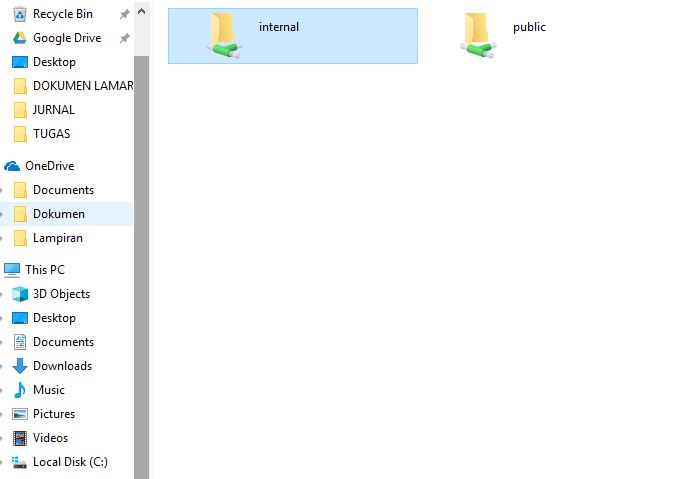 Recycle Bin
Google Drive
Desktop
DOKUMEN LAMAR
JURNAL
TUGAS
OneDrive
Documents
Dokumen
Lampiran
This PC
3D Objects
Desktop
Documents
Downloads
Music
Pictures
Videos
Local Disk (C:)
internal
public